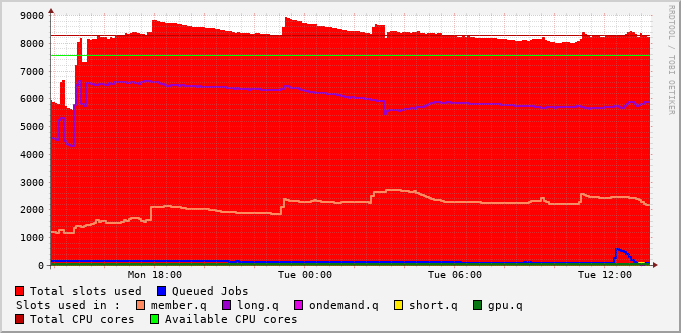 9000
8000
7000
6000
5000
4000
3000
2000
1000
0
Mon 18:00 Tue 00:00 Tue 06:00 Tue 12:00
RRDTOOL / TOBI OETIKER
Total slots used Queued Jobs
Slots used in : member.q long.q ondemand.q short.q gpu.q
Total CPU cores Available CPU cores